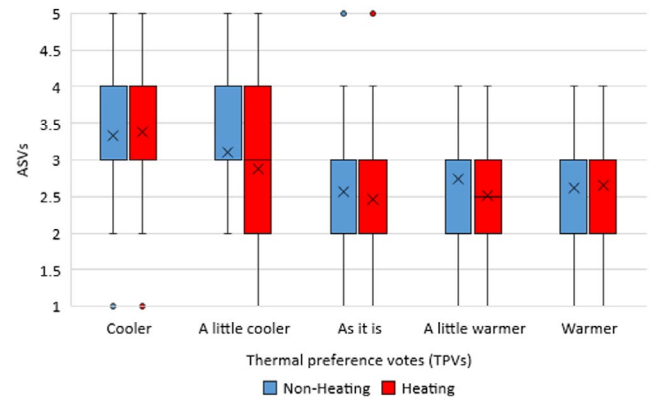 5
4.5
4
3.5
3
2.5
2
1.5
1
ASVs
Cooler A little cooler As it is A little warmer Warmer
Thermal preference votes (TPVs)
Non-Heating Heating